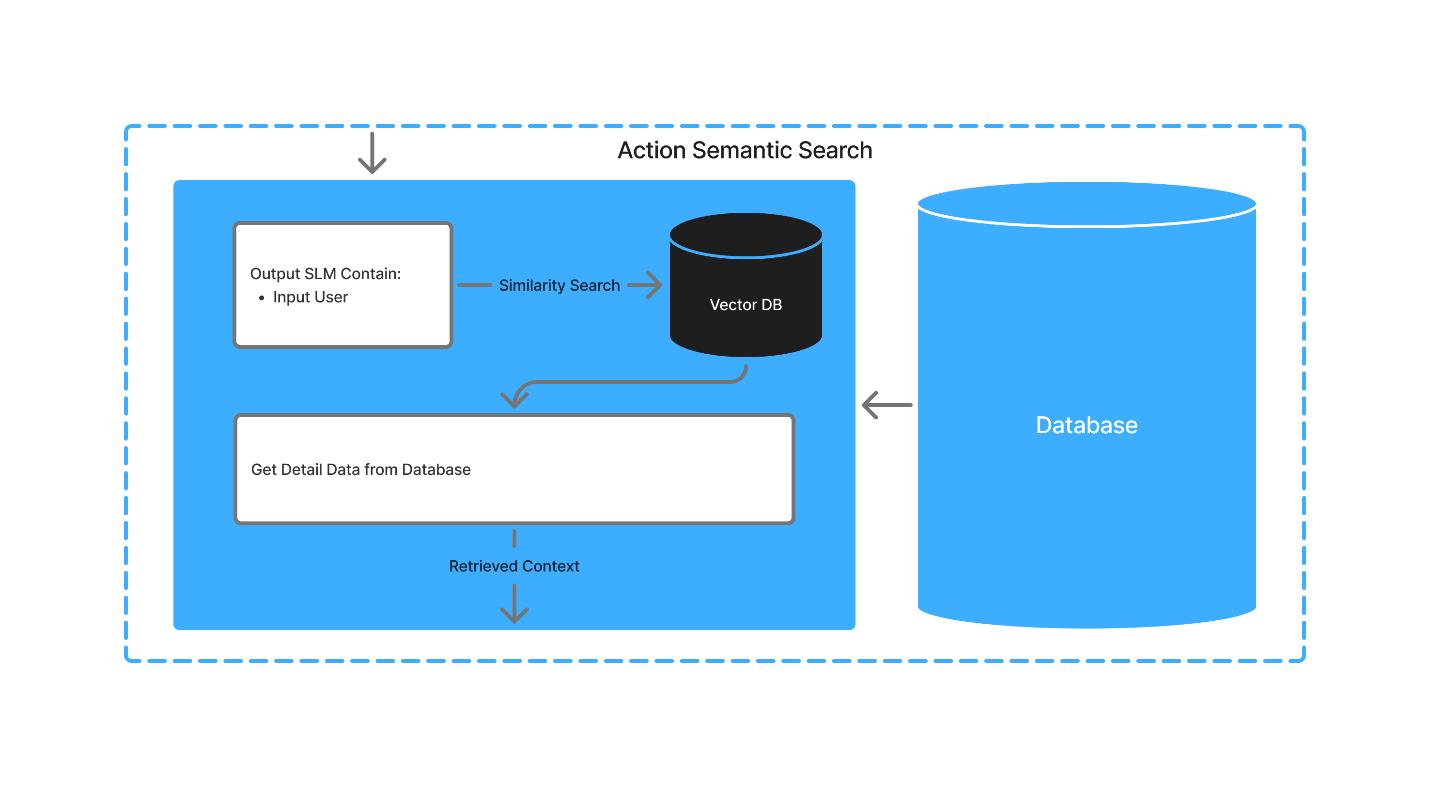 Action Semantic Search
Output SLM Contain:
• Input User
Similarity Search
Vector DB
Get Detail Data from Database
Retrieved Context
Database